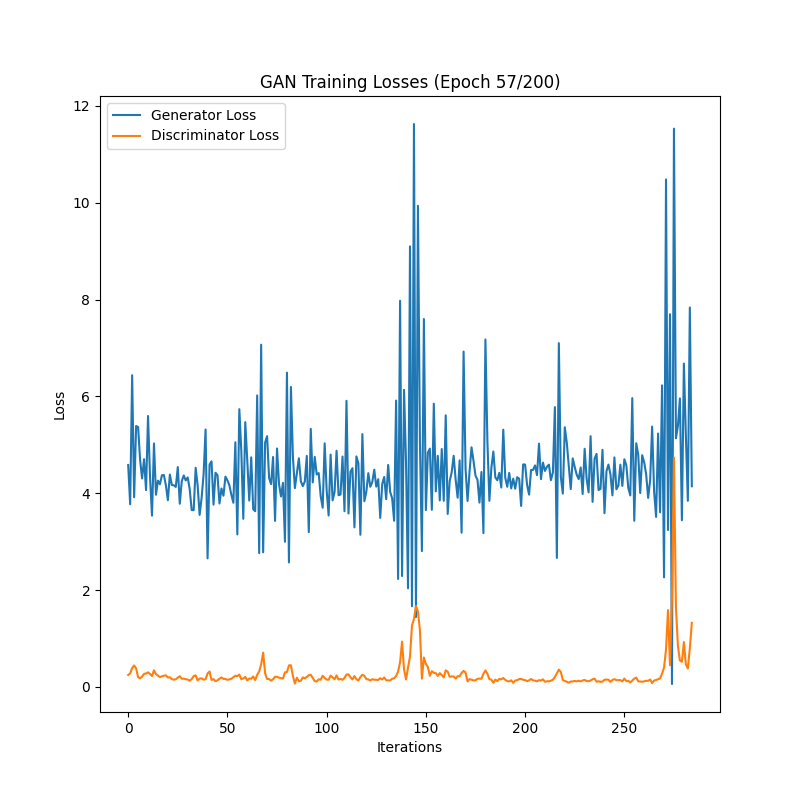 GAN Training Losses (Epoch 57/200)
Generator Loss
Discriminator Loss
12
10
8
6
4
2
0
Loss
0
50
100
150
200
250
Iterations